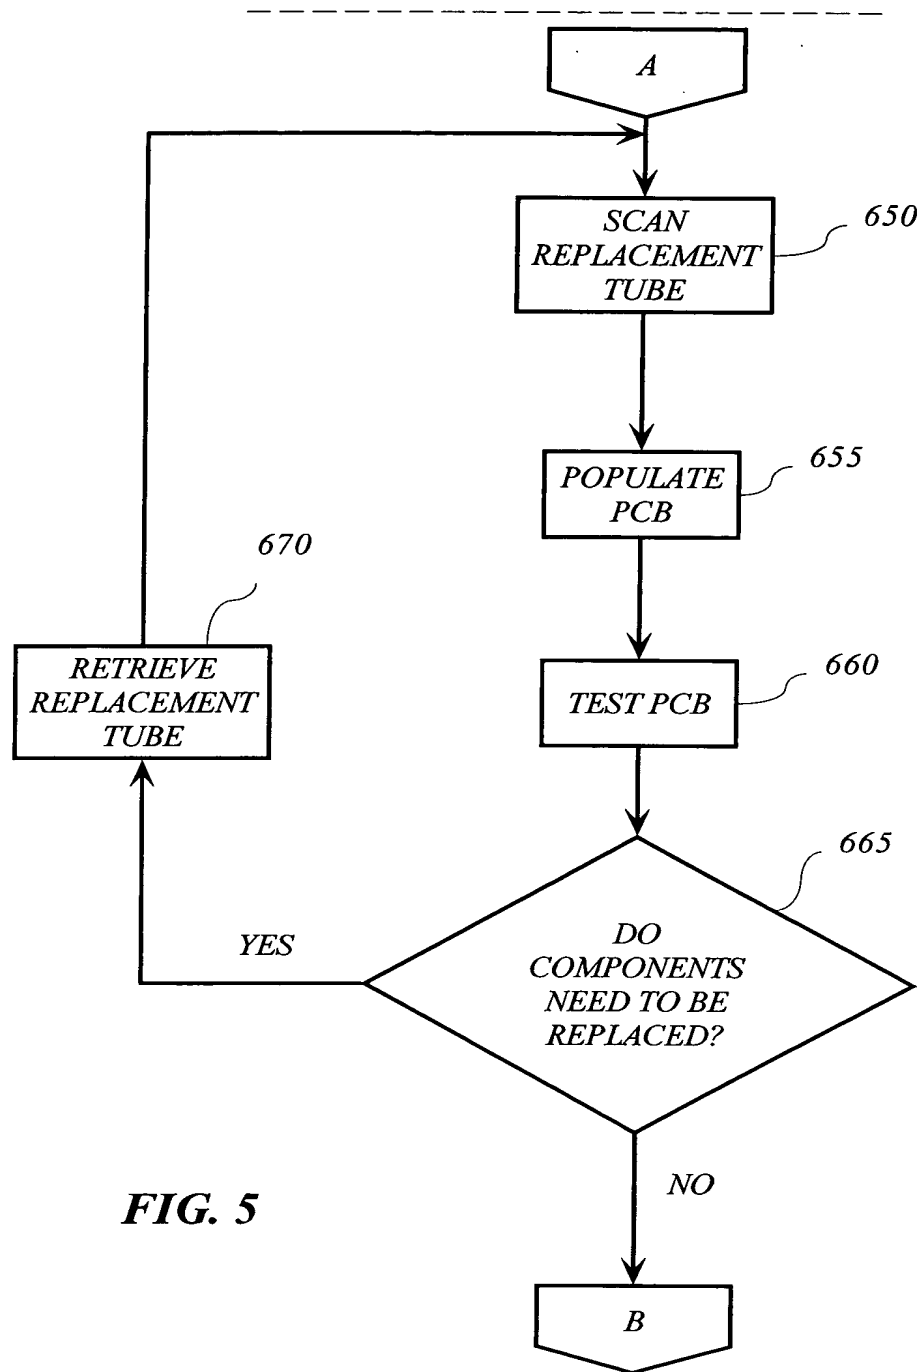 A
SCAN
REPLACEMENT
TUBE
650
POPULATE
PCB
655
670
RETRIEVE
REPLACEMENT
TUBE
TEST PCB
660
665
DO
COMPONENTS
NEED TO BE
REPLACED?
YES
NO
FIG. 5
B